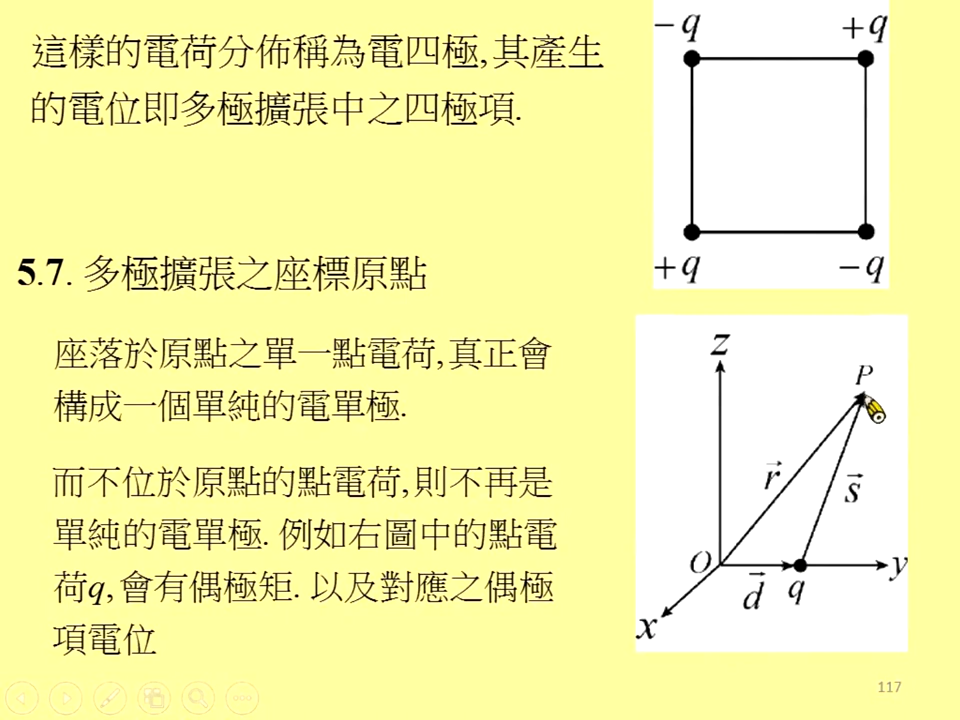 這樣的電荷分佈稱為電四極,其產生
的電位即多極擴張中之四極項.
−q
+q
+q
−q
5.7. 多極擴張之座標原點
座落於原點之單一點電荷,真正會
構成一個單純的電單極.
而不位於原點的點電荷,則不再是
單純的電單極. 例如右圖中的點電
荷q,會有偶極矩. 以及對應之偶極
項電位
z
P
r⃗
s⃗
O
y
d⃗
q
x
117